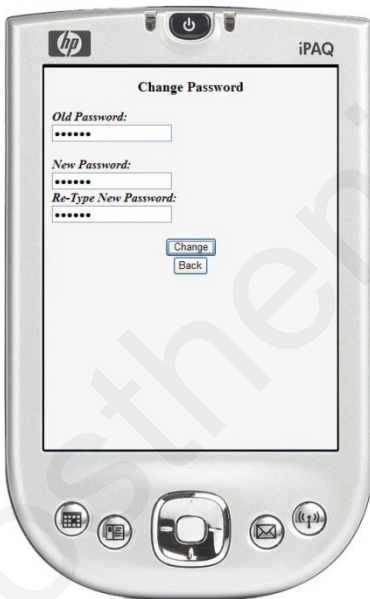 hp
iPAQ
Change Password
Old Password:
••••••
New Password:
••••••
Re-Type New Password:
••••••
Change
Back